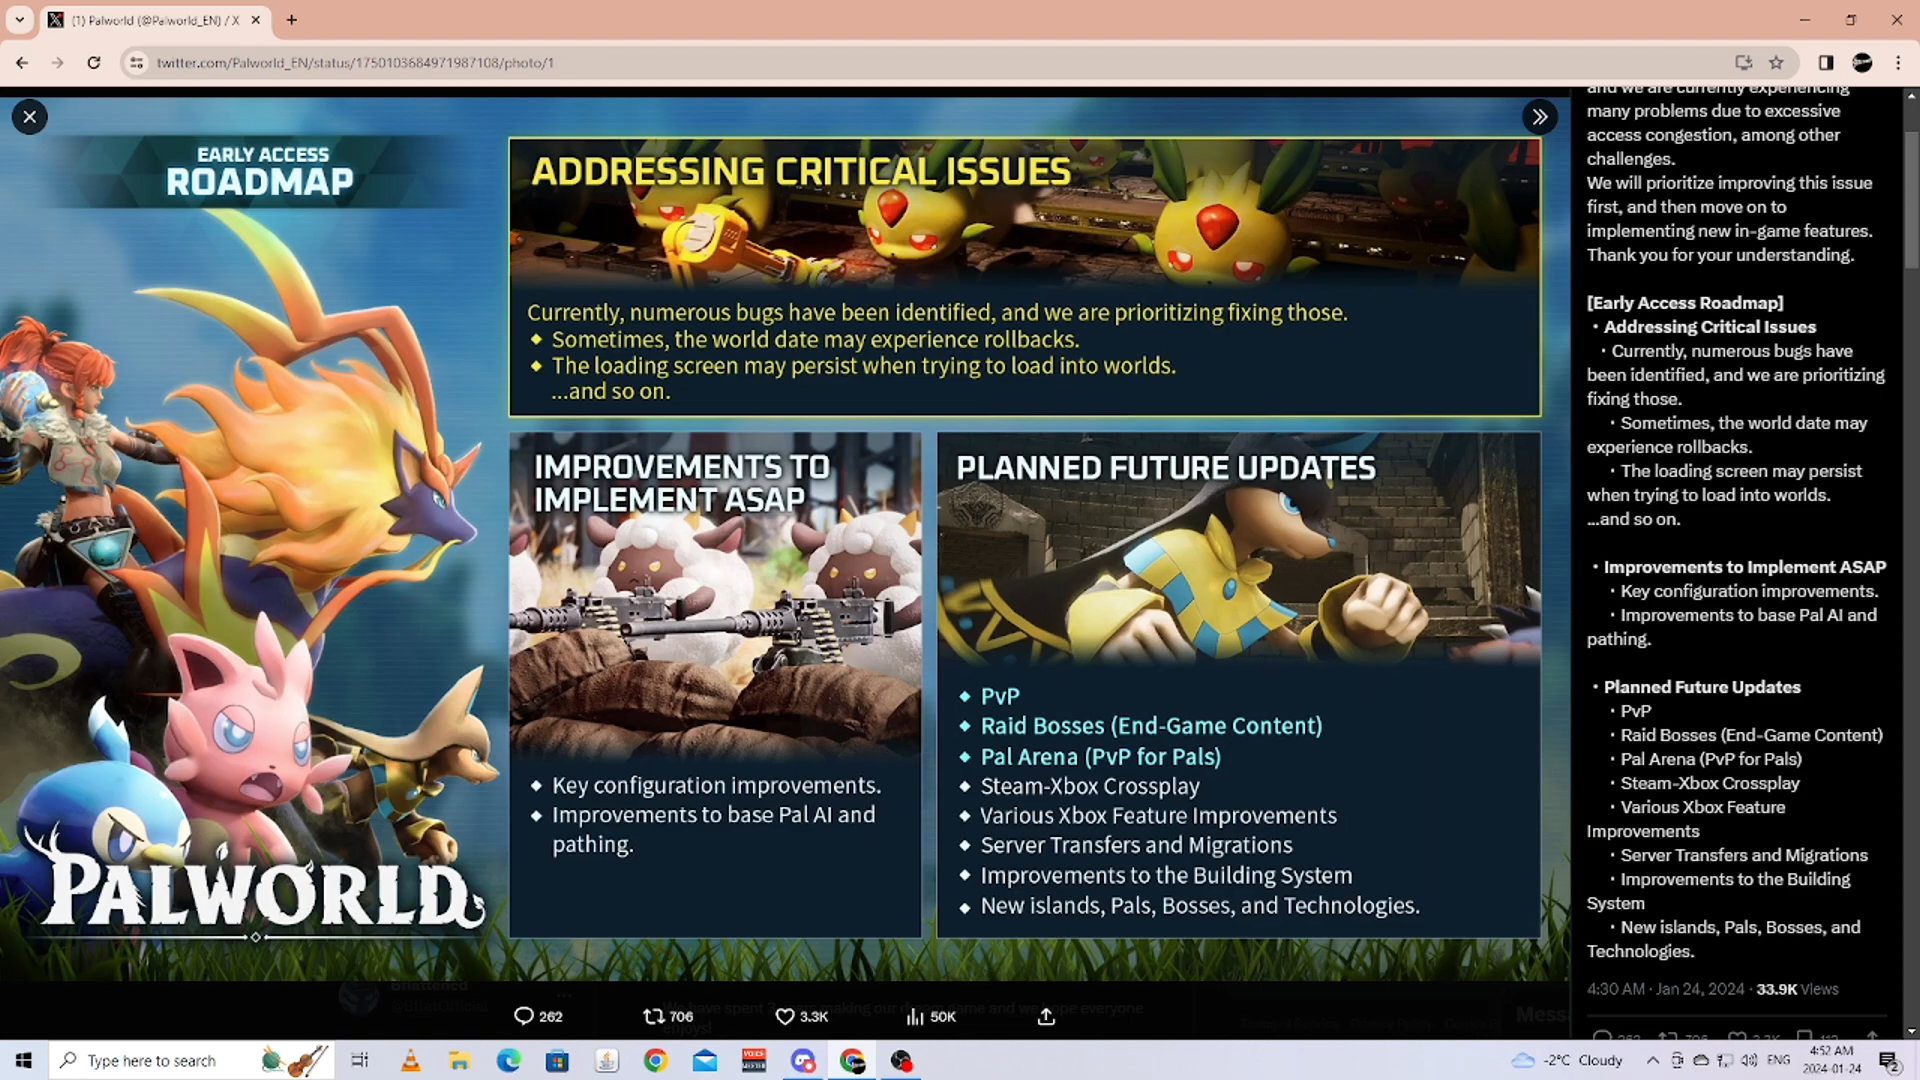 (1) Palworld (@Palworld_EN) / X
twitter.com/Palworld_EN/status/1750103684971987108/photo/1
EARLY ACCESS
ROADMAP
PALWORLD
ADDRESSING CRITICAL ISSUES
Currently, numerous bugs have been identified, and we are prioritizing fixing those.
◆ Sometimes, the world date may experience rollbacks.
◆ The loading screen may persist when trying to load into worlds.
...and so on.
IMPROVEMENTS TO
IMPLEMENT ASAP
◆ Key configuration improvements.
◆ Improvements to base Pal AI and
pathing.
PLANNED FUTURE UPDATES
◆ PvP
◆ Raid Bosses (End-Game Content)
◆ Pal Arena (PvP for Pals)
◆ Steam-Xbox Crossplay
◆ Various Xbox Feature Improvements
◆ Server Transfers and Migrations
◆ Improvements to the Building System
◆ New islands, Pals, Bosses, and Technologies.
262 706 3.3K 50K
and we are currently experiencing
many problems due to excessive
access congestion, among other
challenges.
We will prioritize improving this issue
first, and then move on to
implementing new in-game features.
Thank you for your understanding.
[Early Access Roadmap]
・Addressing Critical Issues
・Currently, numerous bugs have
been identified, and we are prioritizing
fixing those.
・Sometimes, the world date may
experience rollbacks.
・The loading screen may persist
when trying to load into worlds.
...and so on.
・Improvements to Implement ASAP
・Key configuration improvements.
・Improvements to base Pal AI and
pathing.
・Planned Future Updates
・PvP
・Raid Bosses (End-Game Content)
・Pal Arena (PvP for Pals)
・Steam-Xbox Crossplay
・Various Xbox Feature
Improvements
・Server Transfers and Migrations
・Improvements to the Building
System
・New islands, Pals, Bosses, and
Technologies.
4:30 AM · Jan 24, 2024 · 33.9K Views
Type here to search
-2°C Cloudy
ENG
4:52 AM
2024-01-24
2